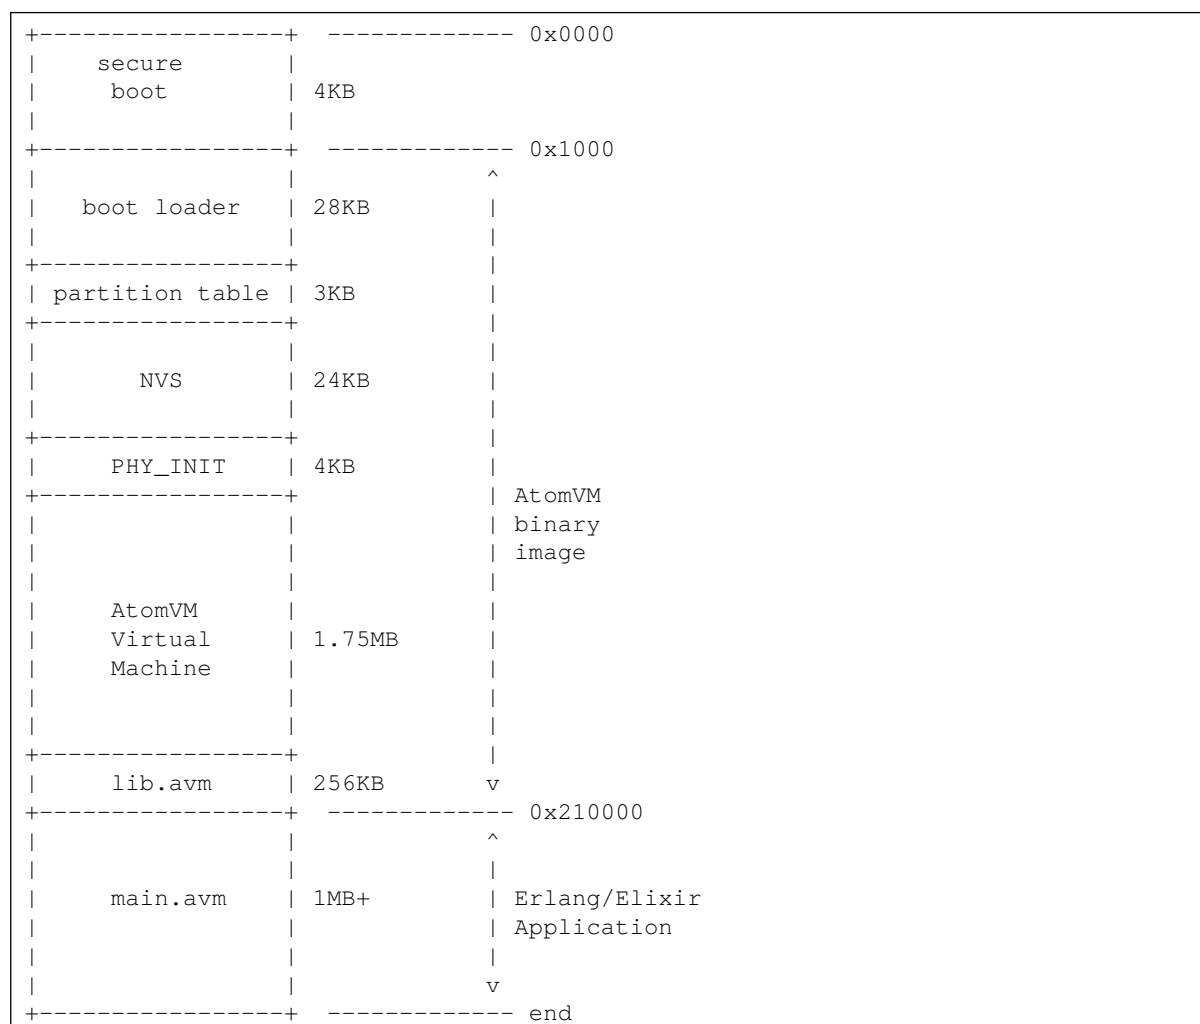 +-----------------+  ------------- 0x0000
|    secure       |
|     boot        | 4KB
|                 |
+-----------------+  ------------- 0x1000
|                 |             ^
|   boot loader   | 28KB        |
|                 |             |
+-----------------+             |
| partition table | 3KB         |
+-----------------+             |
|                 |             |
|       NVS       | 24KB        |
|                 |             |
+-----------------+             |
|     PHY_INIT    | 4KB         |
+-----------------+             | AtomVM
|                 |             | binary
|                 |             | image
|                 |             |
|     AtomVM      |             |
|     Virtual     | 1.75MB      |
|     Machine     |             |
|                 |             |
|                 |             |
+-----------------+             |
|     lib.avm     | 256KB       v
+-----------------+  ------------- 0x210000
|                 |             ^
|                 |             |
|     main.avm    | 1MB+        | Erlang/Elixir
|                 |             | Application
|                 |             |
|                 |             v
+-----------------+  ------------- end